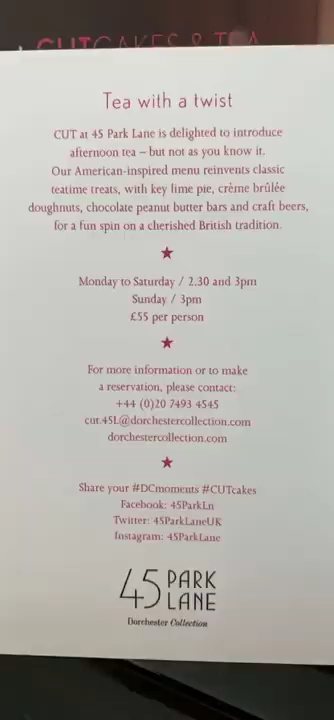 CUTCAKES & TEA
Tea with a twist
CUT at 45 Park Lane is delighted to introduce
afternoon tea – but not as you know it.
Our American-inspired menu reinvents classic
teatime treats, with key lime pie, crème brûlée
doughnuts, chocolate peanut butter bars and craft beers,
for a fun spin on a cherished British tradition.
Monday to Saturday / 2.30 and 3pm
Sunday / 3pm
£55 per person
For more information or to make
a reservation, please contact:
+44 (0)20 7493 4545
cut.45L@dorchestercollection.com
dorchestercollection.com
Share your #DCmoments #CUTcakes
Facebook: 45ParkLn
Twitter: 45ParkLaneUK
Instagram: 45ParkLane
45 PARK
LANE
Dorchester Collection